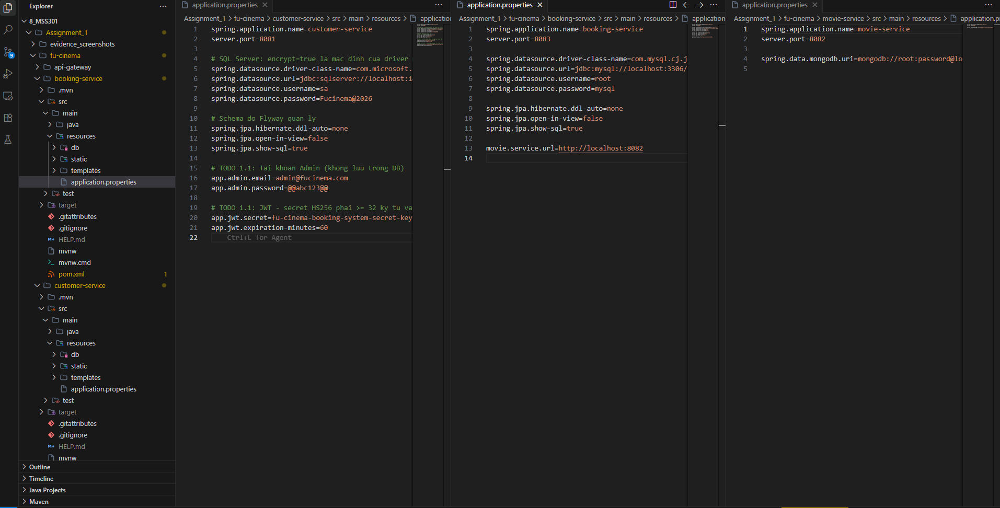 Explorer
8_MSS301
Assignment_1
evidence_screenshots
fu-cinema
api-gateway
booking-service
.mvn
src
main
java
resources
db
static
templates
application.properties
test
target
.gitattributes
.gitignore
HELP.md
mvnw
mvnw.cmd
pom.xml 1
customer-service
.mvn
src
main
java
resources
db
static
templates
application.properties
test
target
.gitattributes
.gitignore
HELP.md
mvnw
Outline
Timeline
Java Projects
Maven
9
application.properties
Assignment_1 > fu-cinema > customer-service > src > main > resources > application
1 spring.application.name=customer-service
2 server.port=8081
3
4 # SQL Server: encrypt=true la mac dinh cua driver
5 spring.datasource.driver-class-name=com.microsoft.
6 spring.datasource.url=jdbc:sqlserver://localhost:1
7 spring.datasource.username=sa
8 spring.datasource.password=Fucinema@2026
9
10 # Schema do Flyway quan ly
11 spring.jpa.hibernate.ddl-auto=none
12 spring.jpa.open-in-view=false
13 spring.jpa.show-sql=true
14
15 # TODO 1.1: Tai khoan Admin (khong luu trong DB)
16 app.admin.email=admin@fucinema.com
17 app.admin.password=@@abc123@@
18
19 # TODO 1.1: JWT - secret HS256 phai >= 32 ky tu va
20 app.jwt.secret=fu-cinema-booking-system-secret-key
21 app.jwt.expiration-minutes=60
22 Ctrl+L for Agent
application.properties
Assignment_1 > fu-cinema > booking-service > src > main > resources > application
1 spring.application.name=booking-service
2 server.port=8083
3
4 spring.datasource.driver-class-name=com.mysql.cj.j
5 spring.datasource.url=jdbc:mysql://localhost:3306/
6 spring.datasource.username=root
7 spring.datasource.password=mysql
8
9 spring.jpa.hibernate.ddl-auto=none
10 spring.jpa.open-in-view=false
11 spring.jpa.show-sql=true
12
13 movie.service.url=http://localhost:8082
14
application.properties
Assignment_1 > fu-cinema > movie-service > src > main > resources > application.p
1 spring.application.name=movie-service
2 server.port=8082
3
4 spring.data.mongodb.uri=mongodb://root:password@lo
5